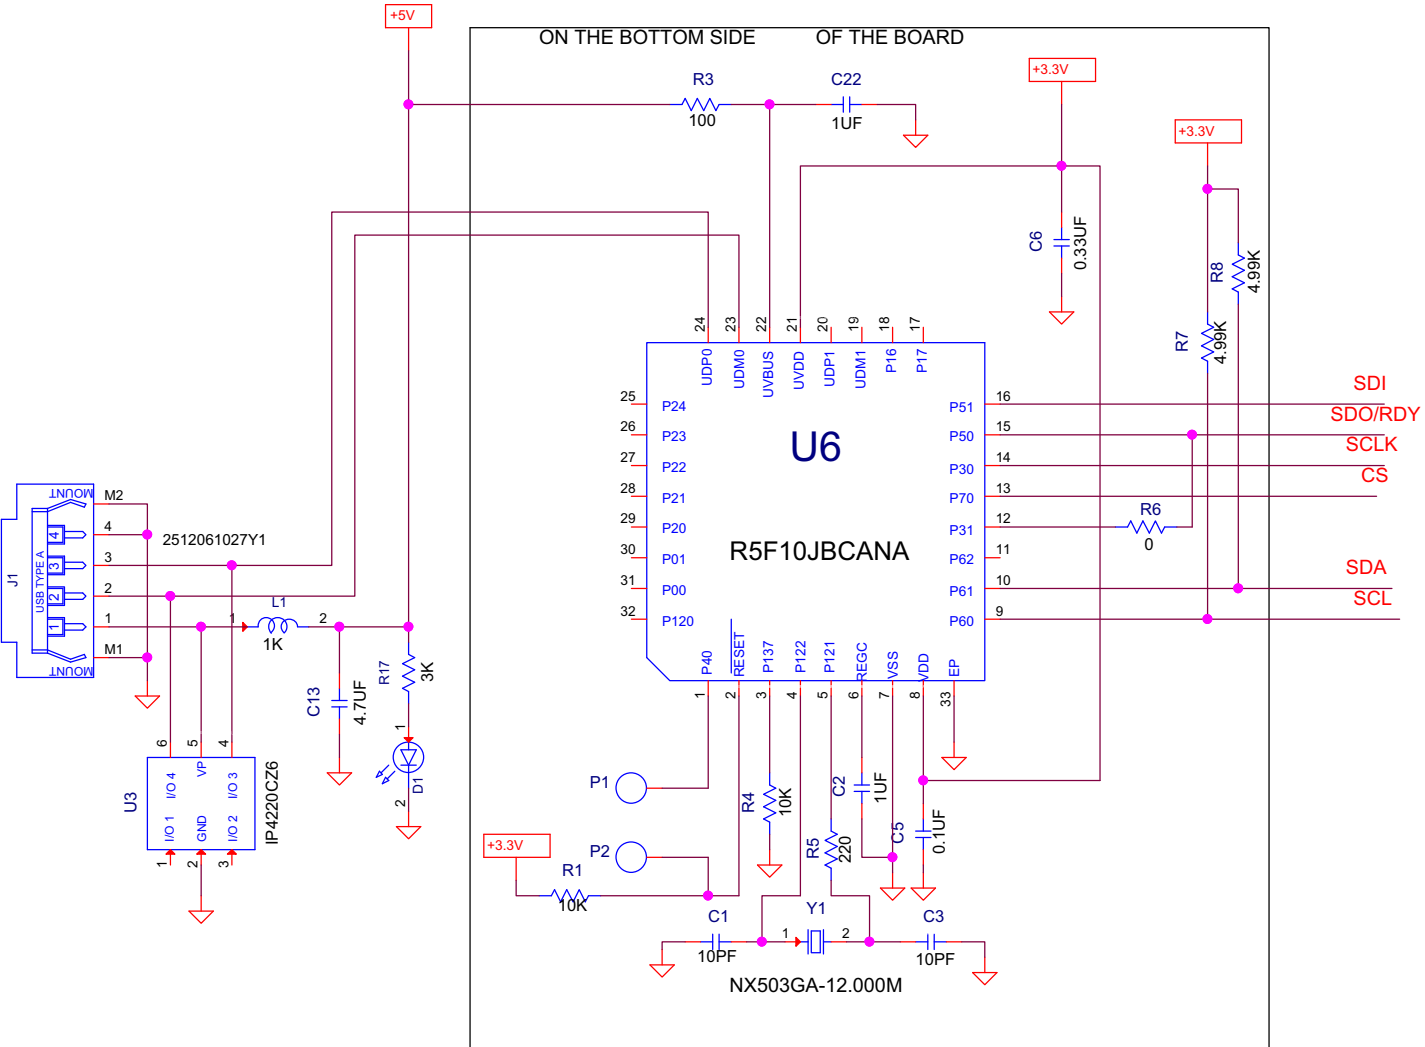 +5V
ON THE BOTTOM SIDE OF THE BOARD
R3
100
C22
1UF
+3.3V
+3.3V
C6
0.33UF
R8
4.99K
R7
4.99K
24
23
22
21
20
19
18
17
UDP0
UDM0
UVBUS
UVDD
UDP1
UDM1
P16
P17
25
P24
26
P23
27
P22
28
P21
29
P20
30
P01
31
P00
32
P120
U6
R5F10JBCANA
P51
16
SDI
P50
15
SDO/RDY
P30
14
SCLK
P70
13
CS
P31
12
R6
0
P62
11
P61
10
SDA
P60
9
SCL
P40
RESET
P137
P122
P121
REGC
VSS
VDD
EP
1
2
3
4
5
6
7
8
33
J1
USB TYPE A
MOUNT
M2
4
4
3
3
2
2
1
1
M1
MOUNT
2512061027Y1
L1
1
2
1K
C13
4.7UF
R17
3K
1
D1
2
6
5
4
I/O 4
VP
I/O 3
U3
IP4220CZ6
I/O 1
GND
I/O 2
1
2
3
P1
P2
+3.3V
R1
10K
R4
10K
R5
220
C2
1UF
C5
0.1UF
C1
10PF
Y1
1
2
C3
10PF
NX503GA-12.000M